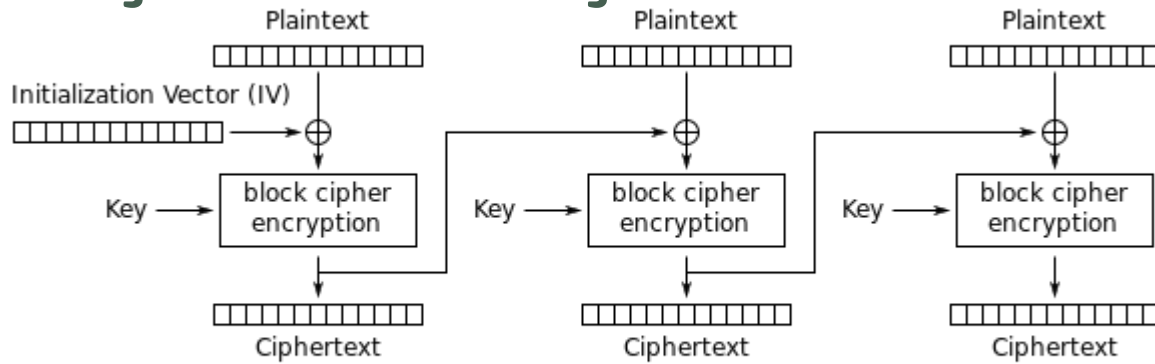 Plaintext Plaintext Plaintext
Initialization Vector (IV)
Key block cipher encryption Key block cipher encryption Key block cipher encryption
Ciphertext Ciphertext Ciphertext